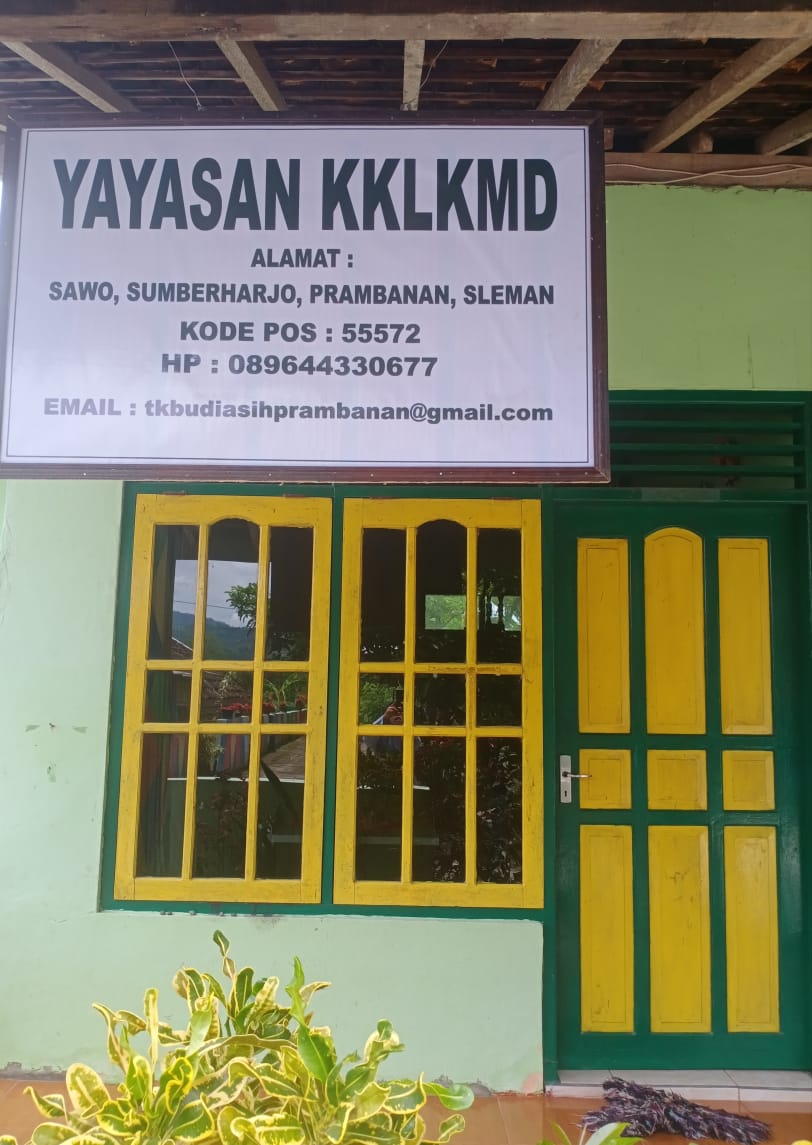 YAYASAN KKLKMD
ALAMAT :
SAWO, SUMBERHARJO, PRAMBANAN, SLEMAN
KODE POS : 55572
HP : 089644330677
EMAIL : tkbudiasihprambanan@gmail.com